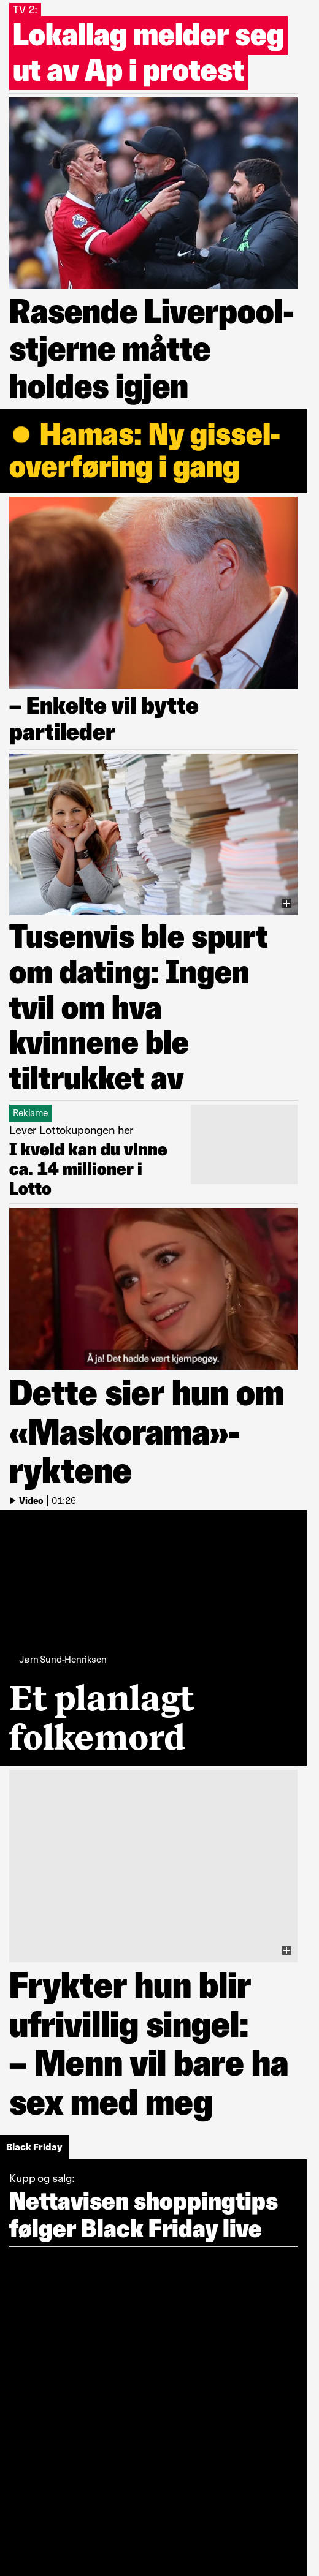 TV 2:
Lokallag melder seg
ut av Ap i protest
Rasende Liverpool-
stjerne måtte
holdes igjen
Hamas: Ny gissel-
overføring i gang
– Enkelte vil bytte
partileder
Tusenvis ble spurt
om dating: Ingen
tvil om hva
kvinnene ble
tiltrukket av
Reklame
Lever Lottokupongen her
I kveld kan du vinne
ca. 14 millioner i
Lotto
Å ja! Det hadde vært kjempegøy.
Dette sier hun om
«Maskorama»-
ryktene
Video | 01:26
Jørn Sund-Henriksen
Et planlagt
folkemord
Frykter hun blir
ufrivillig singel:
– Menn vil bare ha
sex med meg
Black Friday
Kupp og salg:
Nettavisen shoppingtips
følger Black Friday live